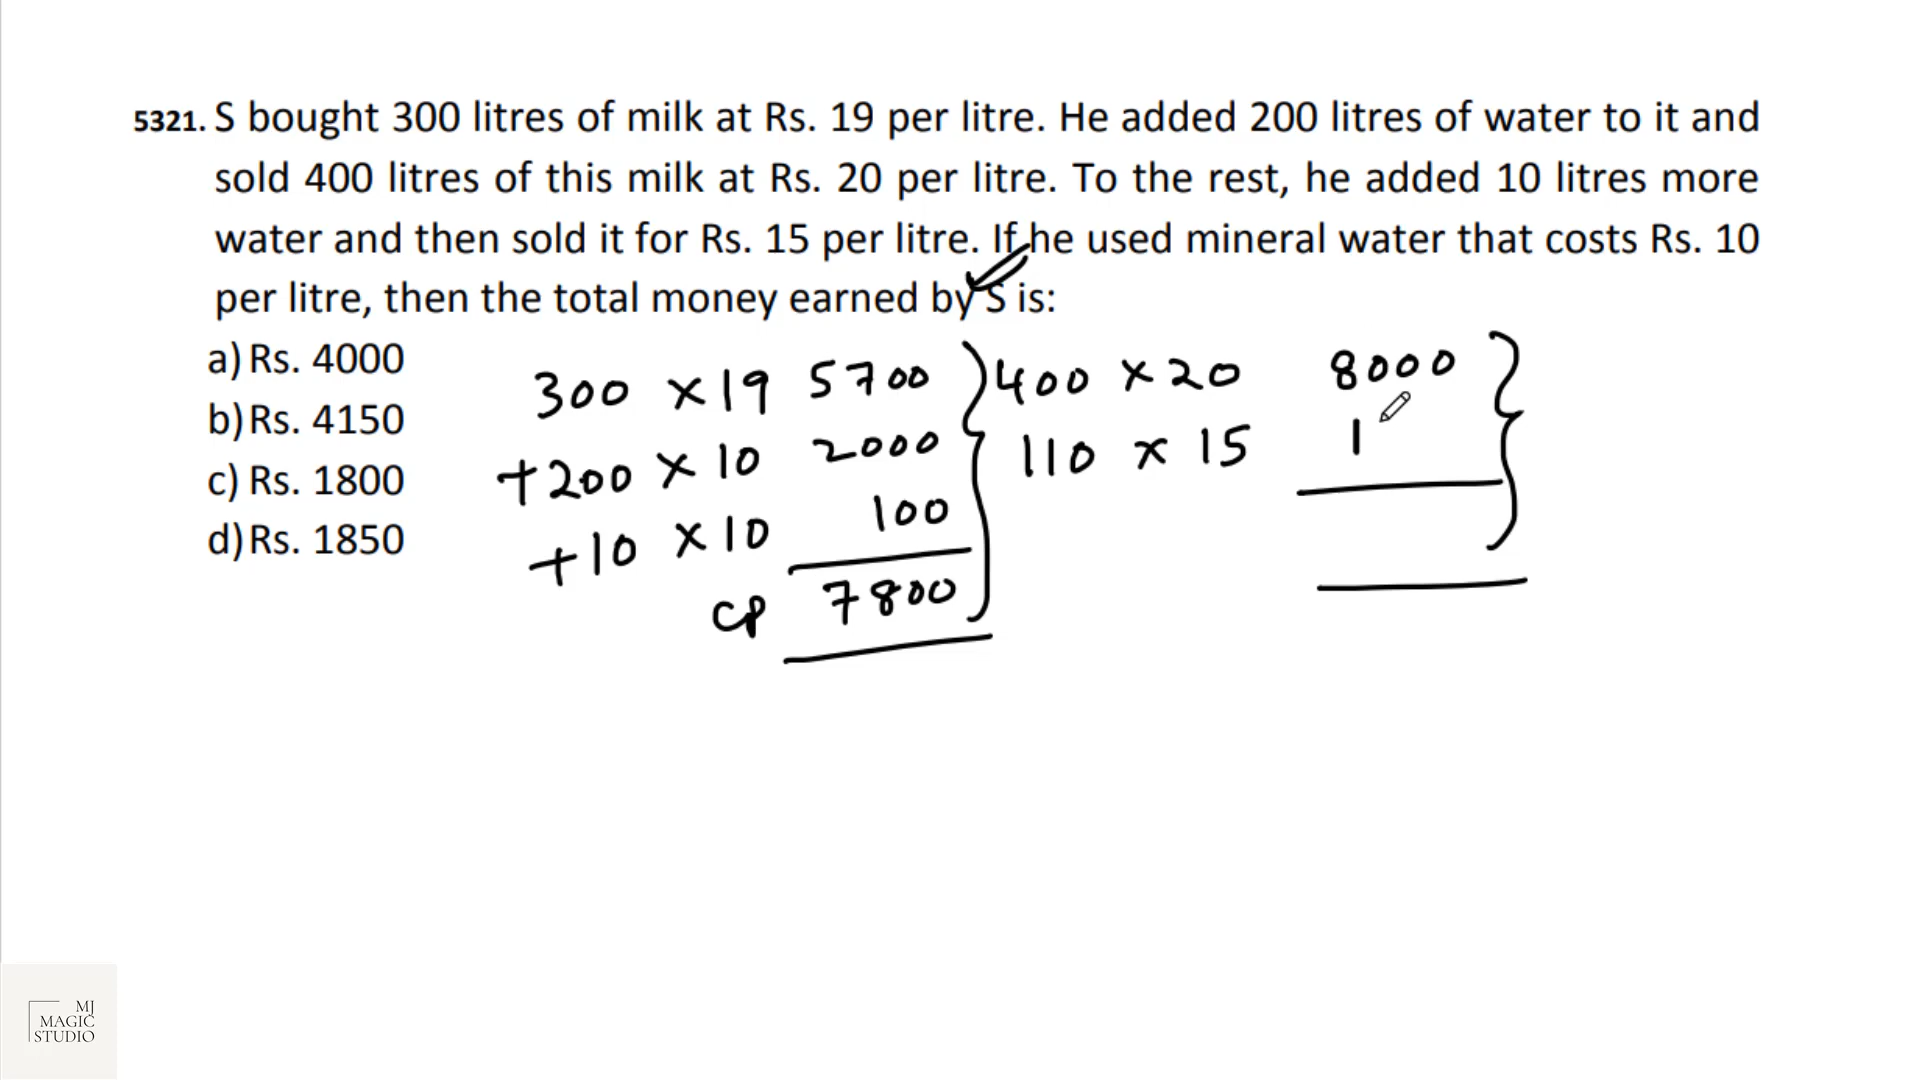 5321. S bought 300 litres of milk at Rs. 19 per litre. He added 200 litres of water to it and
sold 400 litres of this milk at Rs. 20 per litre. To the rest, he added 10 litres more
water and then sold it for Rs. 15 per litre. If he used mineral water that costs Rs. 10
per litre, then the total money earned by S is:
a) Rs. 4000
b) Rs. 4150
c) Rs. 1800
d) Rs. 1850
300 × 19 5700
+200 × 10 2000
+10 × 10 100
CP 7800
400 × 20 8000
110 × 15 1
MJ
MAGIC
STUDIO